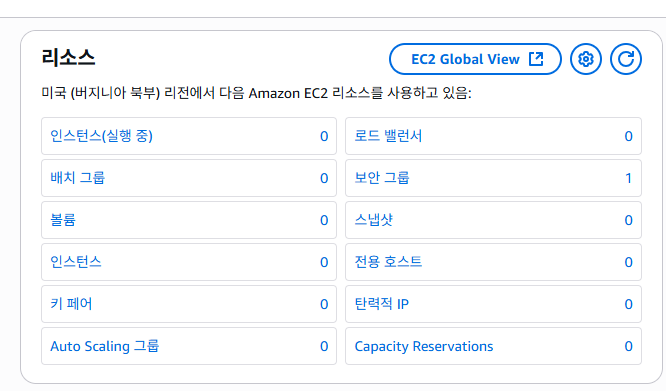 리소스
EC2 Global View
미국 (버지니아 북부) 리전에서 다음 Amazon EC2 리소스를 사용하고 있음:
인스턴스(실행 중) 0
로드 밸런서 0
배치 그룹 0
보안 그룹 1
볼륨 0
스냅샷 0
인스턴스 0
전용 호스트 0
키 페어 0
탄력적 IP 0
Auto Scaling 그룹 0
Capacity Reservations 0